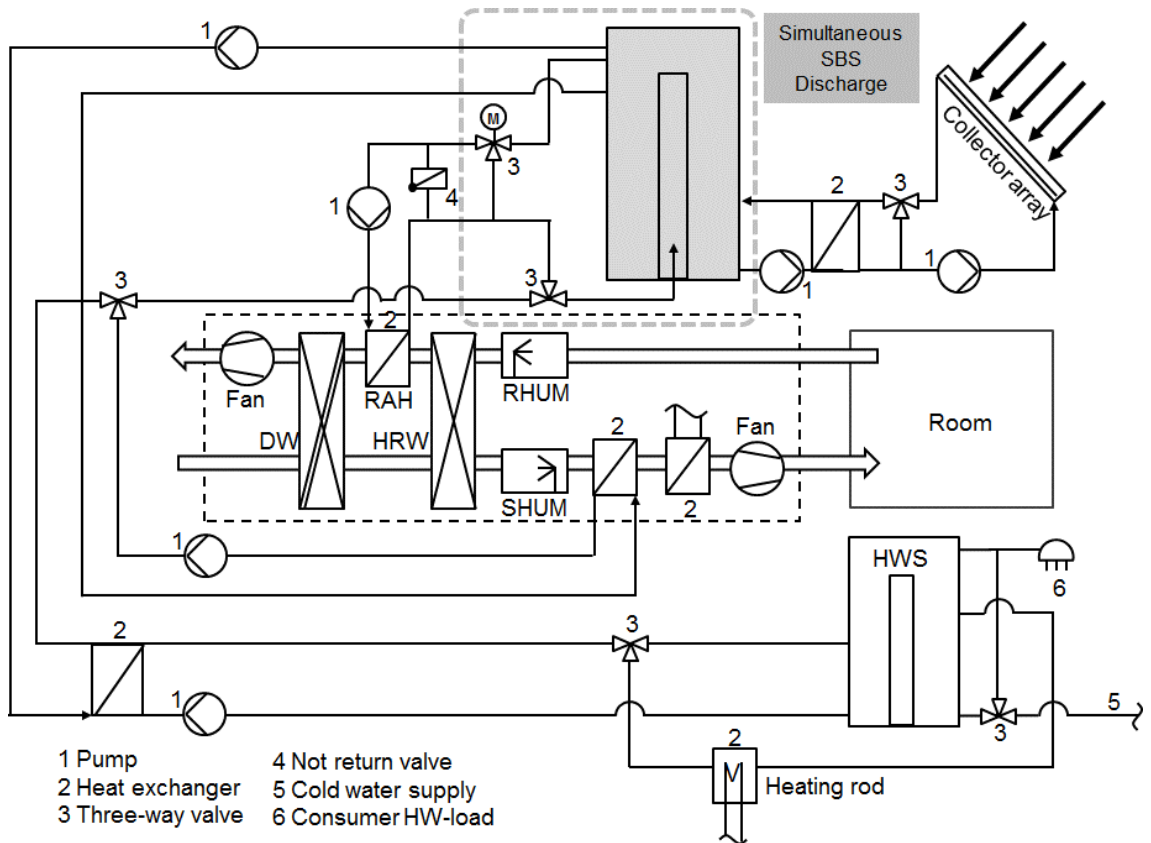 1
Simultaneous
SBS
Discharge
M
3
4
1
Collector array
2
3
1
1
3
3
2
Fan
RAH
RHUM
DW
HRW
2
Fan
Room
SHUM
2
1
HWS
6
2
3
1
5
3
2
M
Heating rod
1 Pump
2 Heat exchanger
3 Three-way valve
4 Not return valve
5 Cold water supply
6 Consumer HW-load